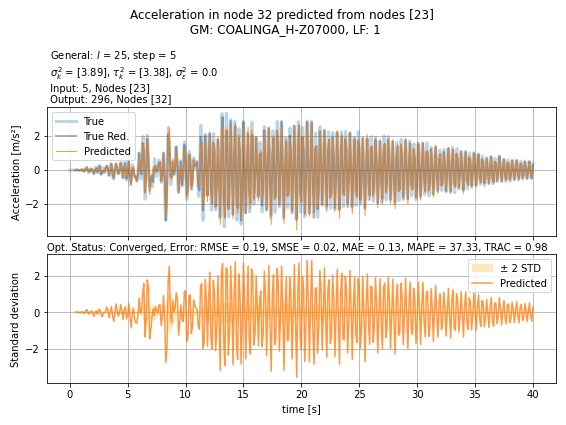 Acceleration in node 32 predicted from nodes [23]
GM: COALINGA_H-Z07000, LF: 1
General: l = 25, step = 5
σ²ₖ = [3.89], τ²ₖ = [3.38], σ²ε = 0.0
Input: 5, Nodes [23]
Output: 296, Nodes [32]
True
True Red.
Predicted
Acceleration [m/s²]
2
0
−2
Opt. Status: Converged, Error: RMSE = 0.19, SMSE = 0.02, MAE = 0.13, MAPE = 37.33, TRAC = 0.98
± 2 STD
Predicted
Standard deviation
2
0
−2
0 5 10 15 20 25 30 35 40
time [s]